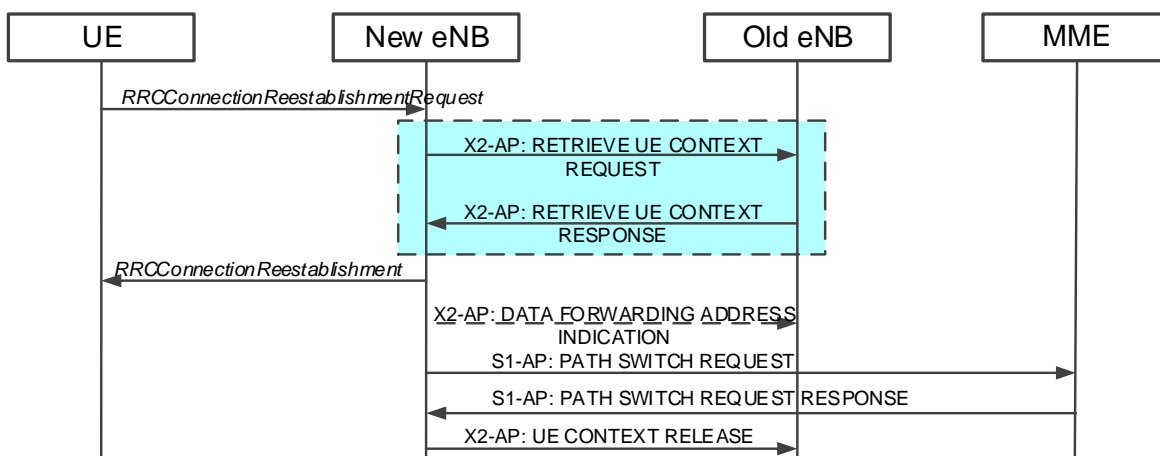 UE New eNB Old eNB MME
RRCConnectionReestablishmentRequest
X2-AP: RETRIEVE UE CONTEXT
REQUEST
X2-AP: RETRIEVE UE CONTEXT
RESPONSE
RRCConnectionReestablishment
X2-AP: DATA FORWARDING ADDRESS
INDICATION
S1-AP: PATH SWITCH REQUEST
S1-AP: PATH SWITCH REQUEST RESPONSE
X2-AP: UE CONTEXT RELEASE